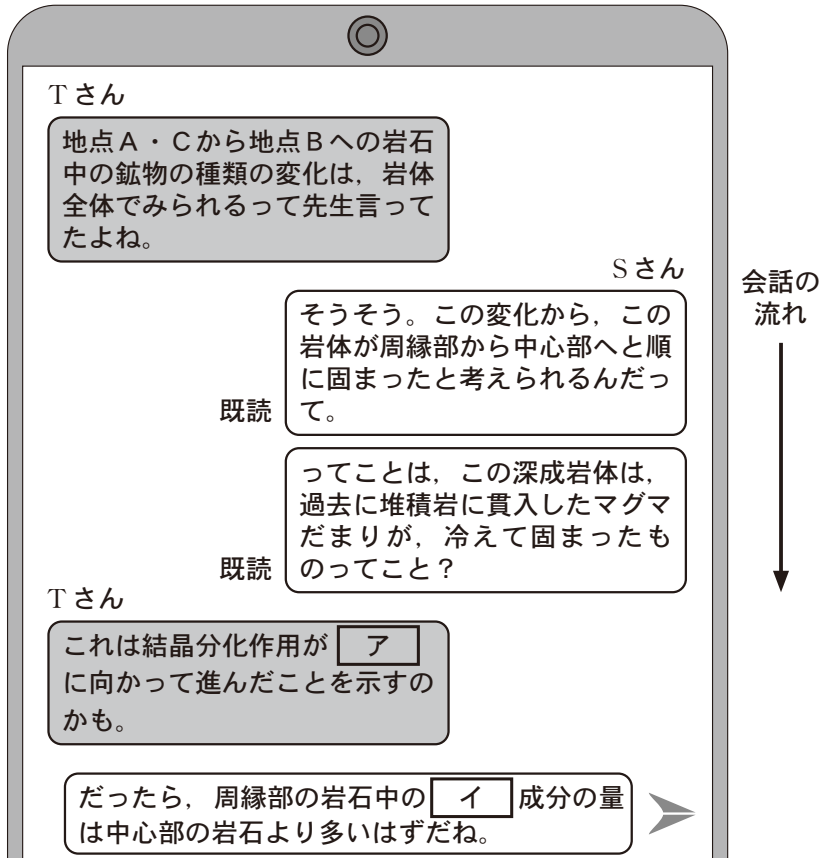 Tさん
地点A・Cから地点Bへの岩石
中の鉱物の種類の変化は，岩体
全体でみられるって先生言って
たよね。
Sさん
会話の
流れ
そうそう。この変化から，この
岩体が周縁部から中心部へと順
に固まったと考えられるんだっ
て。
既読
ってことは，この深成岩体は，
過去に堆積岩に貫入したマグマ
だまりが，冷えて固まったも
のってこと？
既読
Tさん
これは結晶分化作用が ア
に向かって進んだことを示すの
かも。
だったら，周縁部の岩石中の イ 成分の量
は中心部の岩石より多いはずだね。